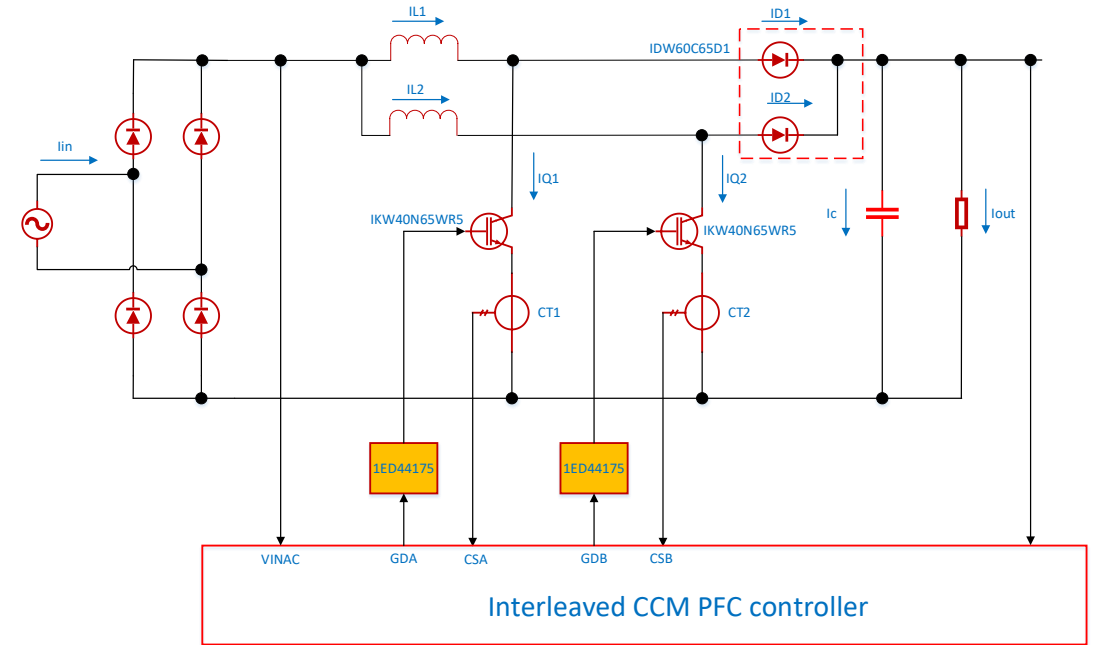 IL1
ID1
IDW60C65D1
IL2
ID2
Iin
IQ1
IQ2
IKW40N65WR5
IKW40N65WR5
Ic
Iout
CT1
CT2
1ED44175
1ED44175
VINAC
GDA
CSA
GDB
CSB
Interleaved CCM PFC controller